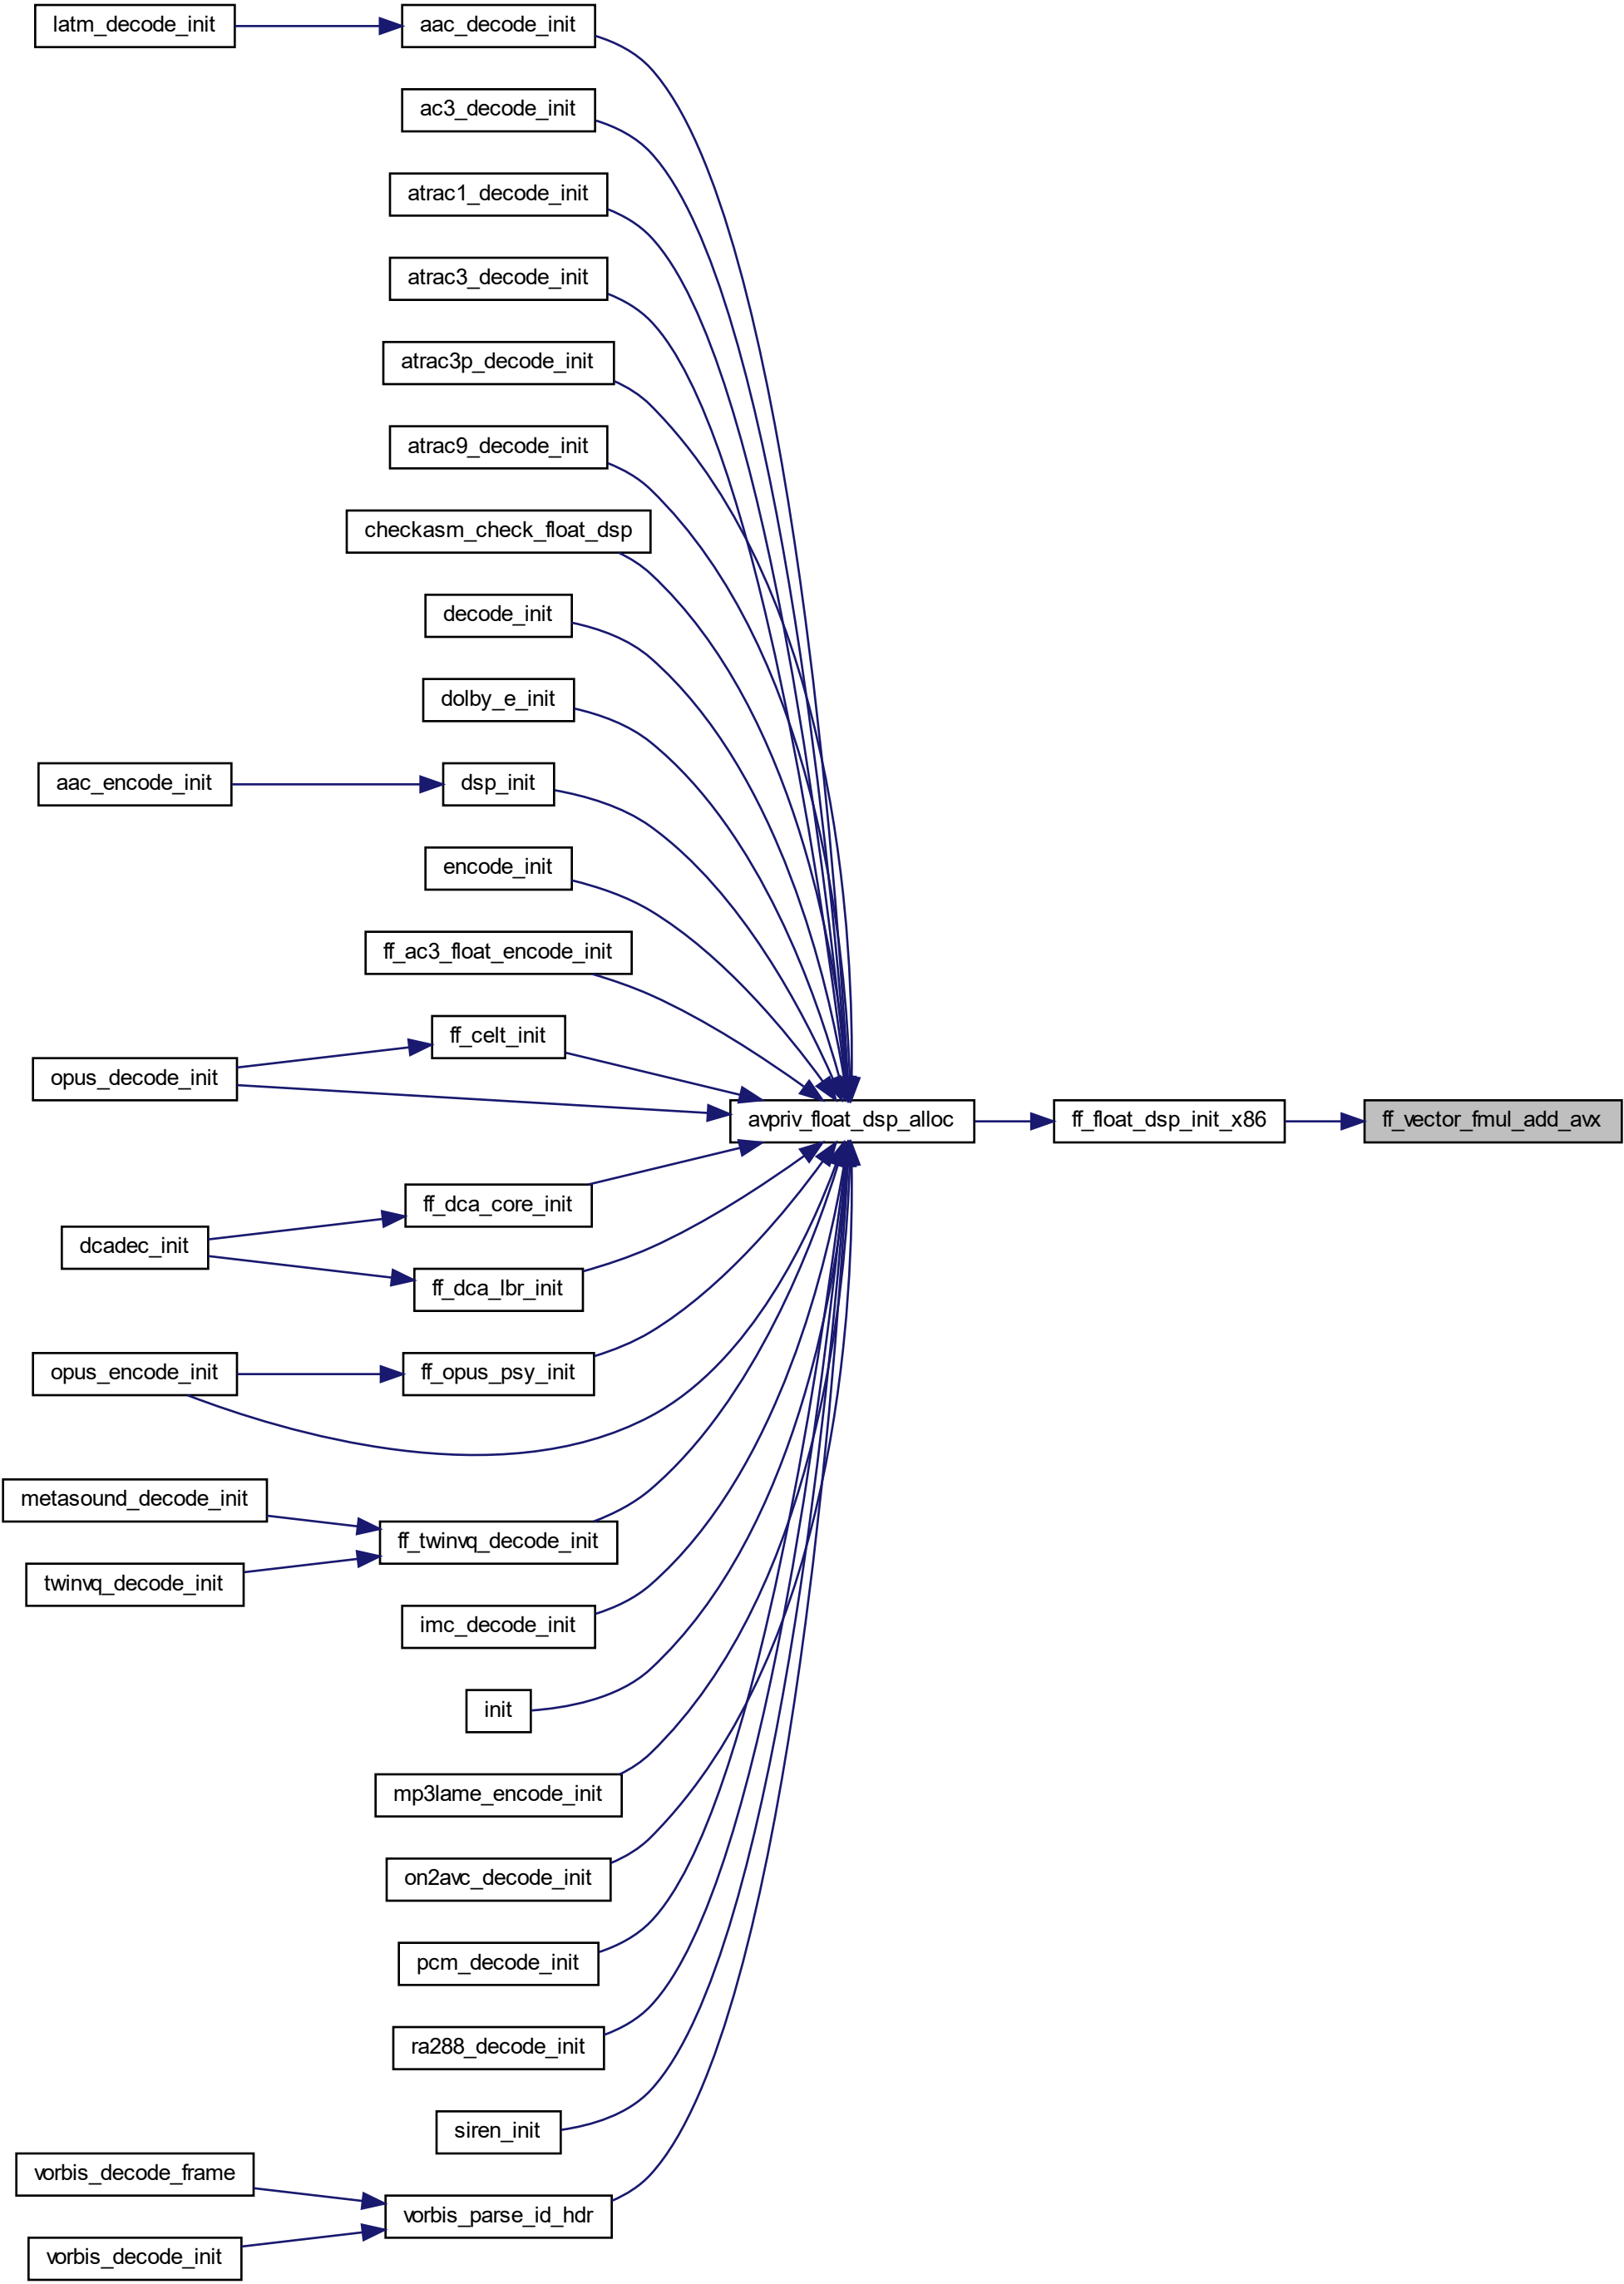 latm_decode_init
aac_decode_init
ac3_decode_init
atrac1_decode_init
atrac3_decode_init
atrac3p_decode_init
atrac9_decode_init
checkasm_check_float_dsp
decode_init
dolby_e_init
aac_encode_init
dsp_init
encode_init
ff_ac3_float_encode_init
ff_celt_init
opus_decode_init
avpriv_float_dsp_alloc
ff_float_dsp_init_x86
ff_vector_fmul_add_avx
ff_dca_core_init
dcadec_init
ff_dca_lbr_init
opus_encode_init
ff_opus_psy_init
metasound_decode_init
ff_twinvq_decode_init
twinvq_decode_init
imc_decode_init
init
mp3lame_encode_init
on2avc_decode_init
pcm_decode_init
ra288_decode_init
siren_init
vorbis_decode_frame
vorbis_parse_id_hdr
vorbis_decode_init